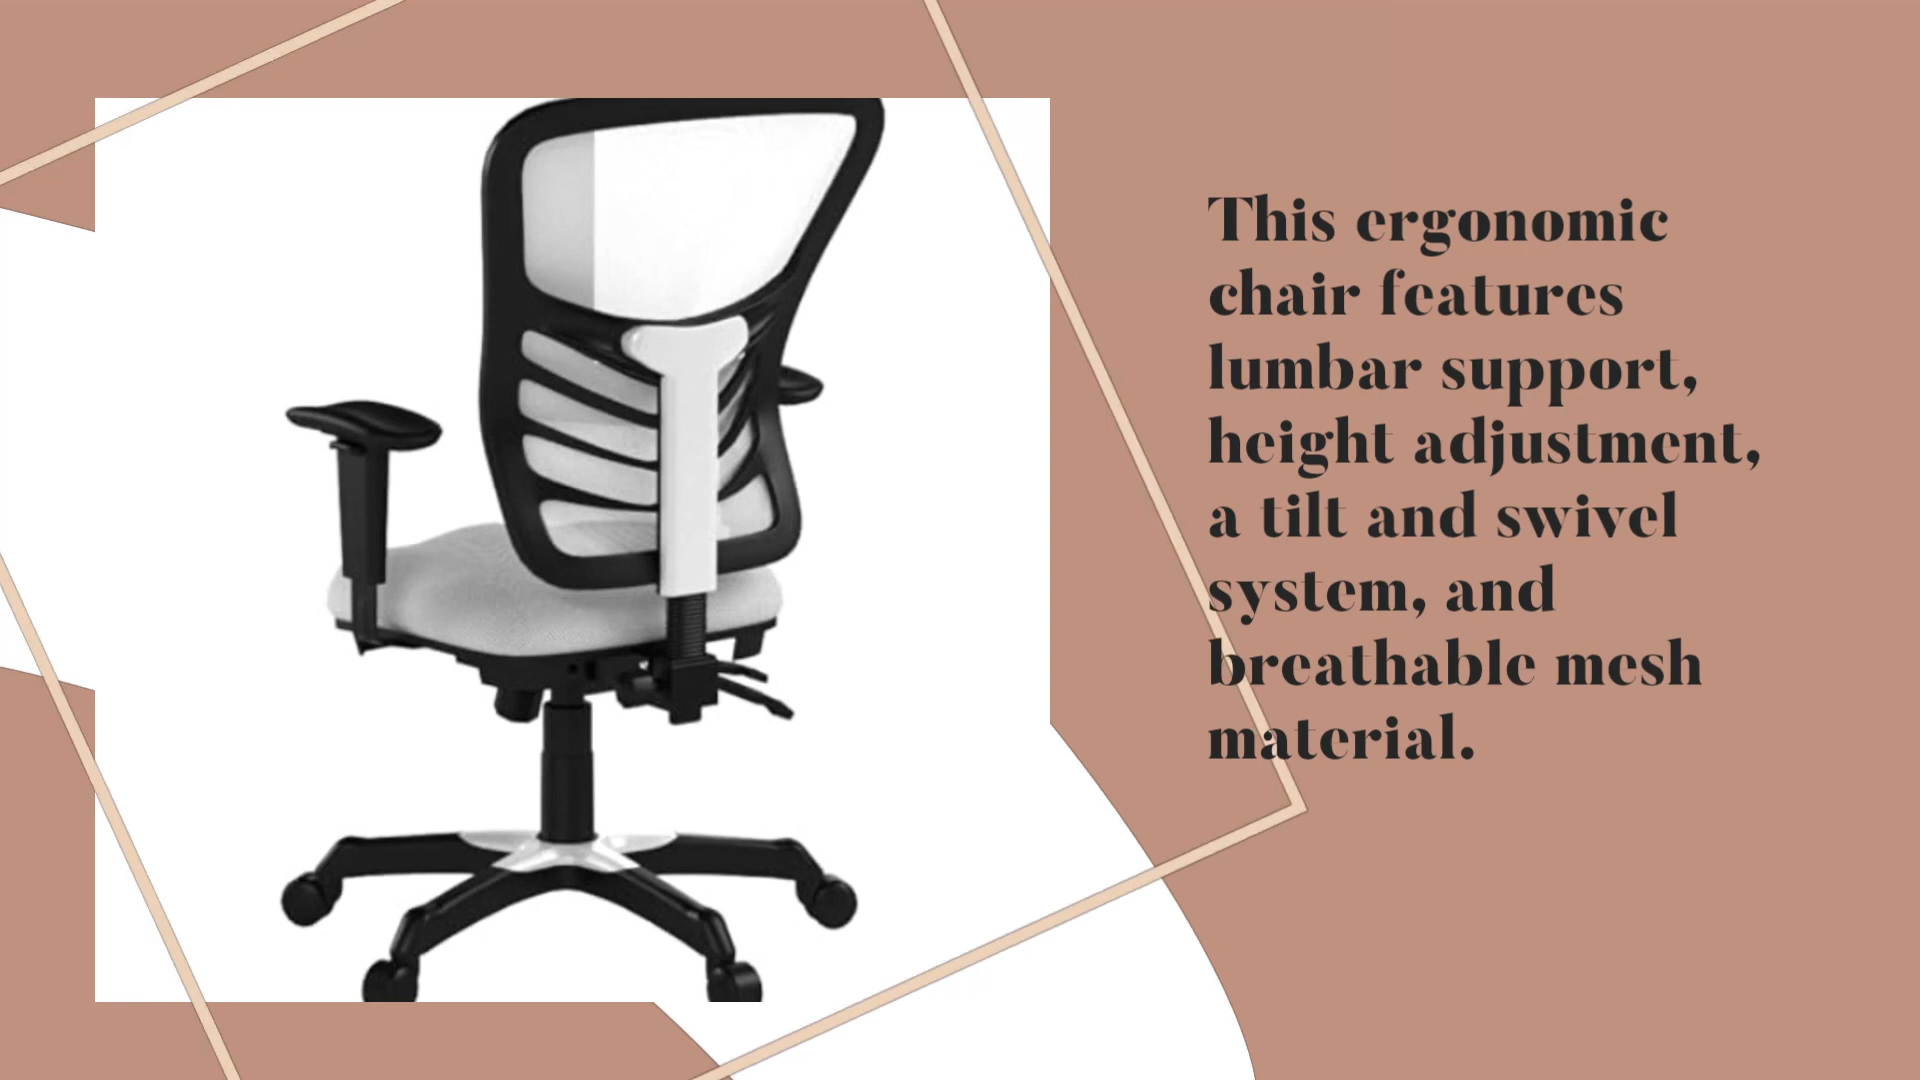 This ergonomic
chair features
lumbar support,
height adjustment,
a tilt and swivel
system, and
breathable mesh
material.